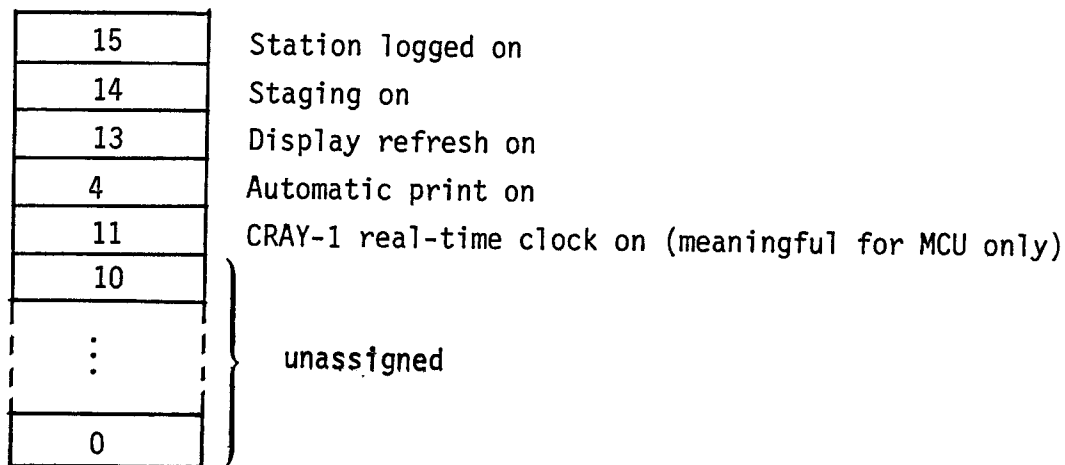 15 Station logged on
14 Staging on
13 Display refresh on
4 Automatic print on
11 CRAY-1 real-time clock on (meaningful for MCU only)
10
⋮ unassigned
0